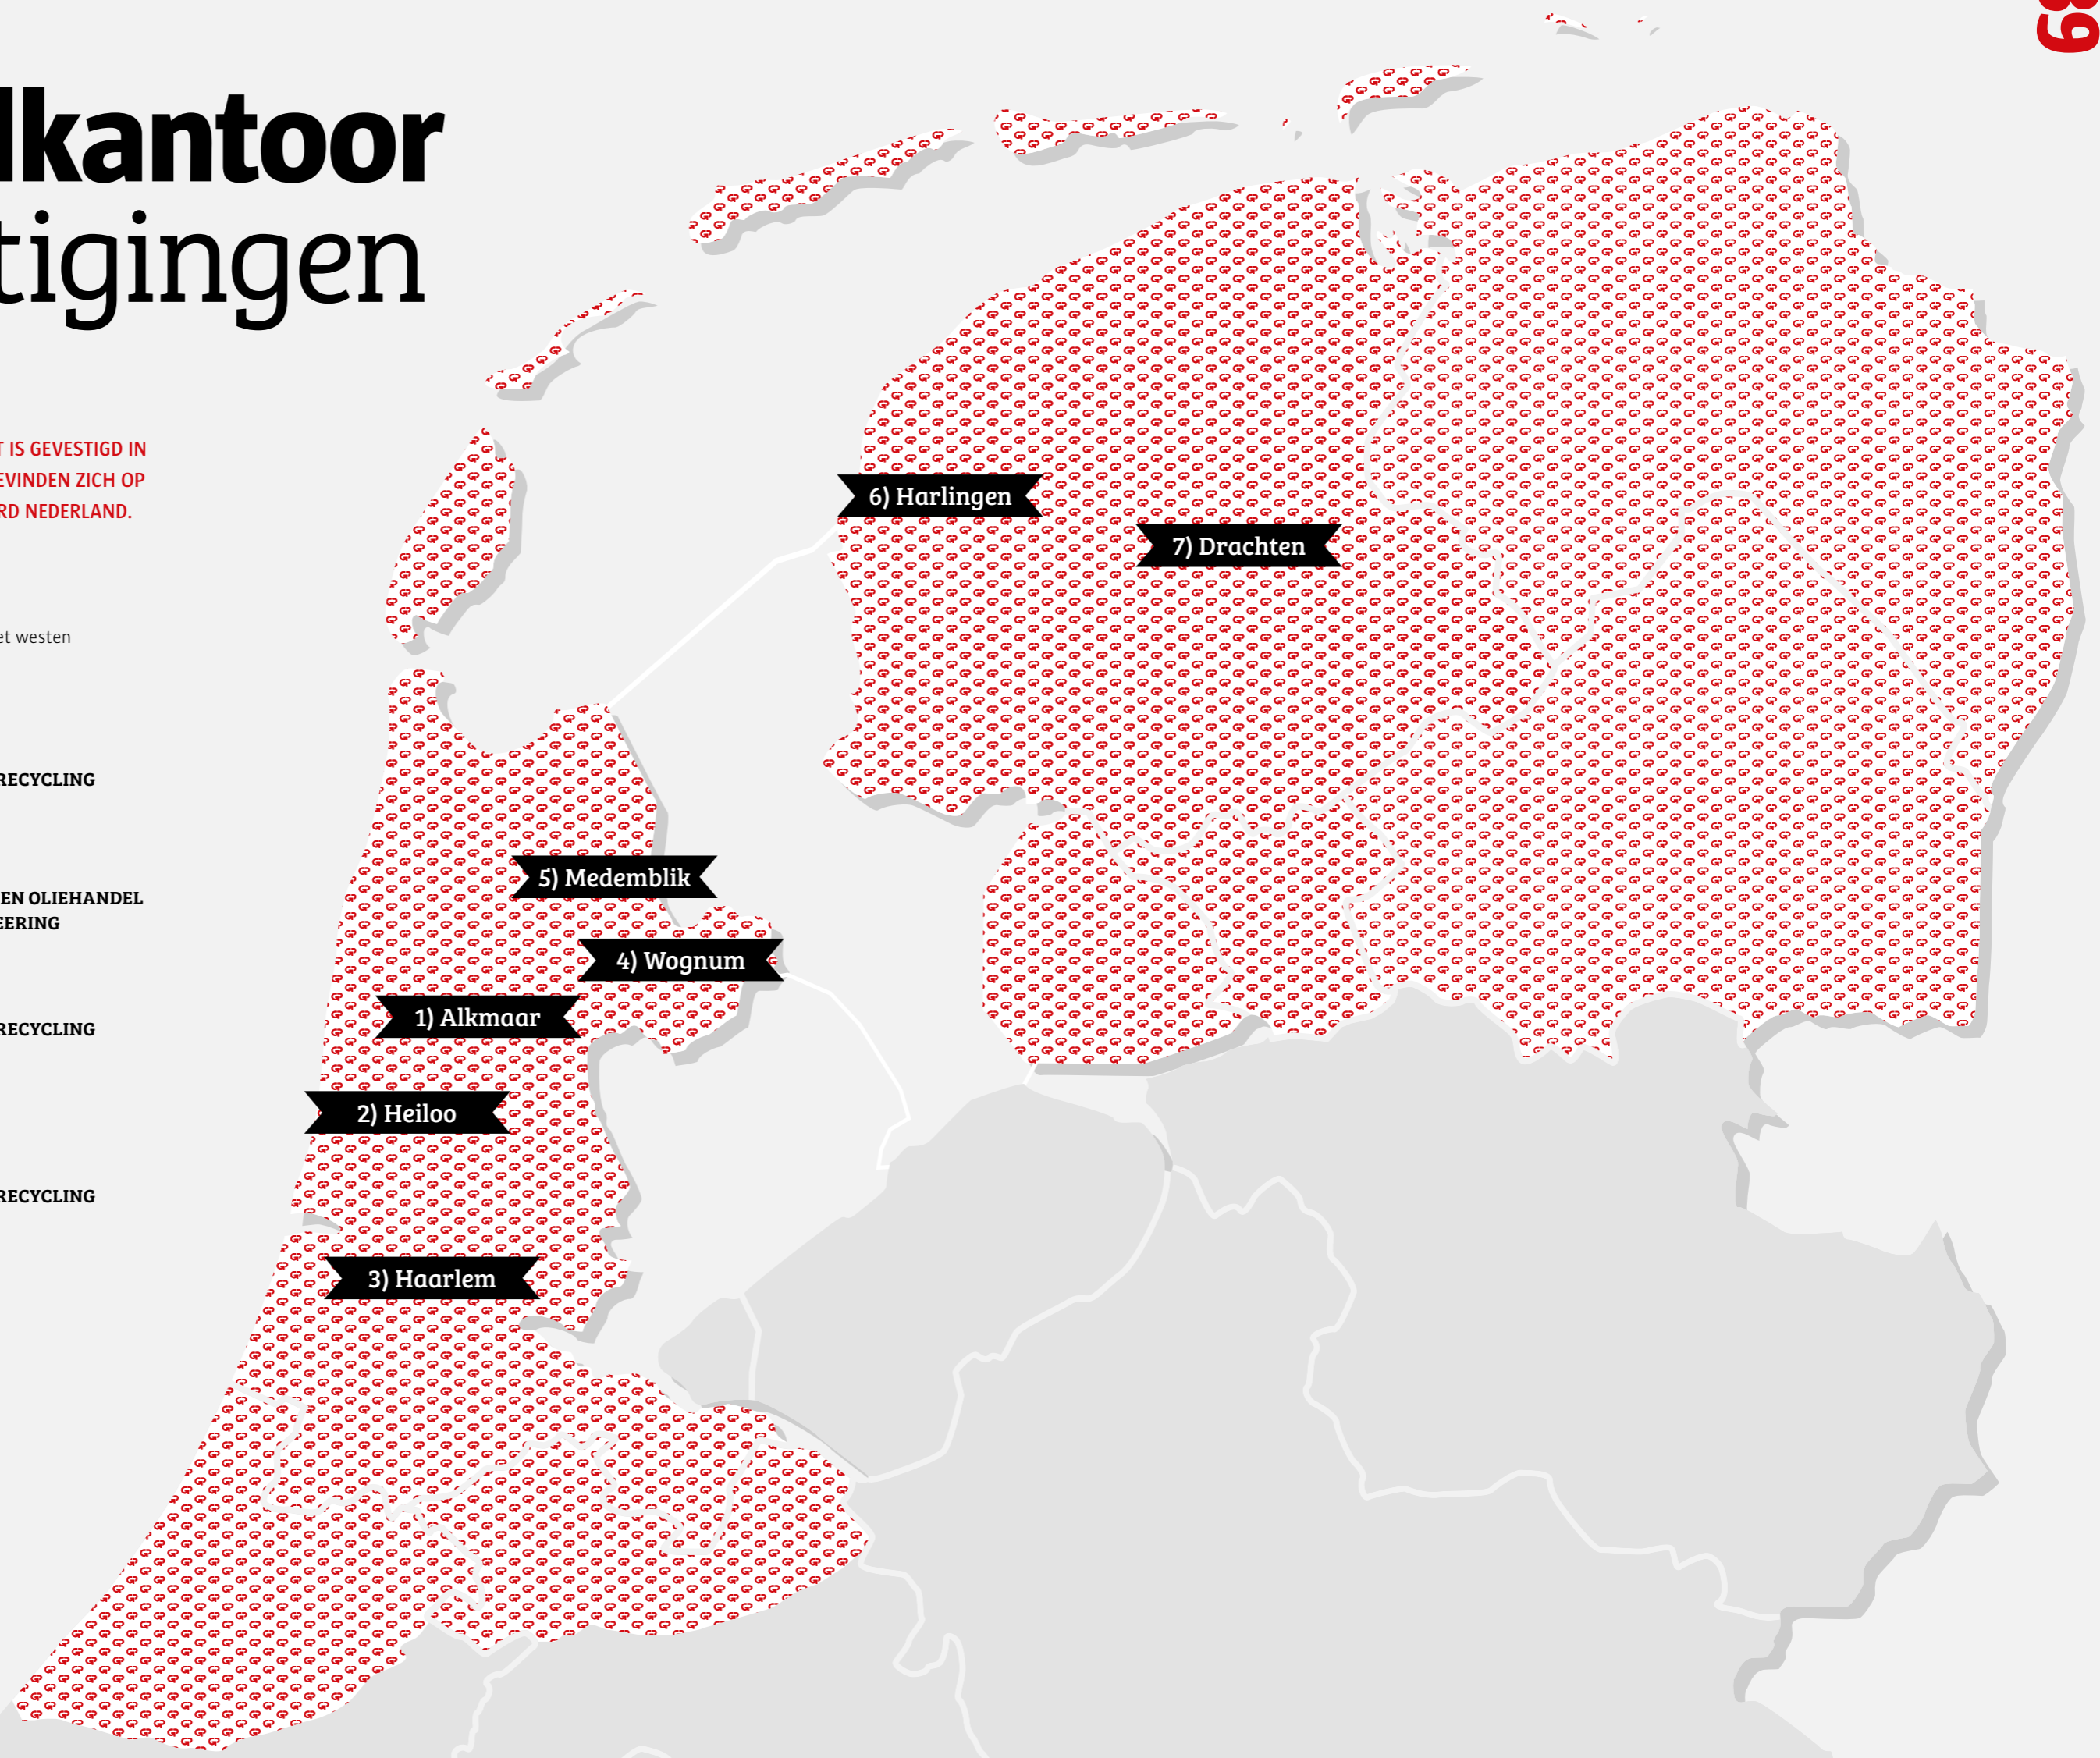 lkantoor
tigingen
T IS GEVESTIGD IN
EVINDEN ZICH OP
RD NEDERLAND.
et westen
RECYCLING
EN OLIEHANDEL
EERING
RECYCLING
RECYCLING
6) Harlingen
7) Drachten
5) Medemblik
4) Wognum
1) Alkmaar
2) Heiloo
3) Haarlem
89